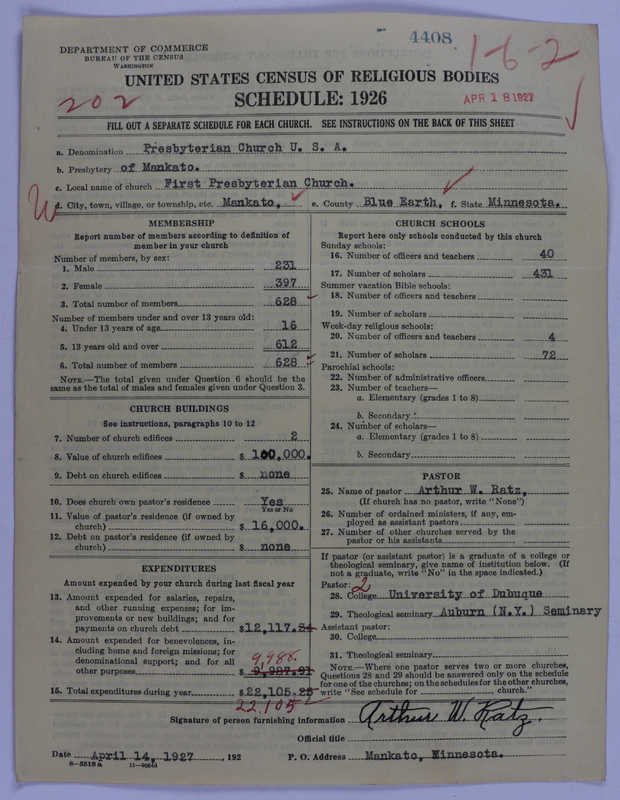 4408
1-6-2
DEPARTMENT OF COMMERCE
BUREAU OF THE CENSUS
WASHINGTON
UNITED STATES CENSUS OF RELIGIOUS BODIES
202
SCHEDULE: 1926
APR 18 1927
FILL OUT A SEPARATE SCHEDULE FOR EACH CHURCH. SEE INSTRUCTIONS ON THE BACK OF THIS SHEET
a. Denomination Presbyterian Church U. S. A.
b. Presbytery of Mankato.
c. Local name of church First Presbyterian Church.
d. City, town, village, or township, etc. Mankato, e. County Blue Earth, f. State Minnesota.
MEMBERSHIP
Report number of members according to definition of
member in your church
Number of members, by sex:
1. Male 231
2. Female 397
3. Total number of members 628
Number of members under and over 13 years old:
4. Under 13 years of age 16
5. 13 years old and over 612
6. Total number of members 628
NOTE.—The total given under Question 6 should be the
same as the total of males and females given under Question 3.
CHURCH BUILDINGS
See instructions, paragraphs 10 to 12
7. Number of church edifices 2
8. Value of church edifices $ 100,000.
9. Debt on church edifices $ none
10. Does church own pastor's residence Yes
Yes or No
11. Value of pastor's residence (if owned by
church) $ 16,000.
12. Debt on pastor's residence (if owned by
church) $ none
EXPENDITURES
Amount expended by your church during last fiscal year
13. Amount expended for salaries, repairs,
and other running expenses; for im-
provements or new buildings; and for
payments on church debt $12,117.34
14. Amount expended for benevolences, in-
cluding home and foreign missions; for
denominational support; and for all
9,988.
other purposes $ 9,987.91
15. Total expenditures during year $22,105.25
22.105
CHURCH SCHOOLS
Report here only schools conducted by this church
Sunday schools:
16. Number of officers and teachers 40
17. Number of scholars 431
Summer vacation Bible schools:
18. Number of officers and teachers
19. Number of scholars
Week-day religious schools:
20. Number of officers and teachers 4
21. Number of scholars 72
Parochial schools:
22. Number of administrative officers
23. Number of teachers—
a. Elementary (grades 1 to 8)
b. Secondary
24. Number of scholars—
a. Elementary (grades 1 to 8)
b. Secondary
PASTOR
25. Name of pastor Arthur W. Ratz,
(If church has no pastor, write "None")
26. Number of ordained ministers, if any, em-
ployed as assistant pastors
27. Number of other churches served by the
pastor or his assistants
If pastor (or assistant pastor) is a graduate of a college or
theological seminary, give name of institution below. (If
not a graduate, write "No" in the space indicated.)
Pastor: 2
28. College University of Dubuque
29. Theological seminary Auburn (N.Y.) Seminary
Assistant pastor:
30. College
31. Theological seminary
NOTE.—Where one pastor serves two or more churches,
Questions 28 and 29 should be answered only on the schedule
for one of the churches; on the schedules for the other churches,
write "See schedule for church."
Signature of person furnishing information Arthur W. Ratz.
Official title
Date April 14, 1927, 192 P. O. Address Mankato, Minnesota.